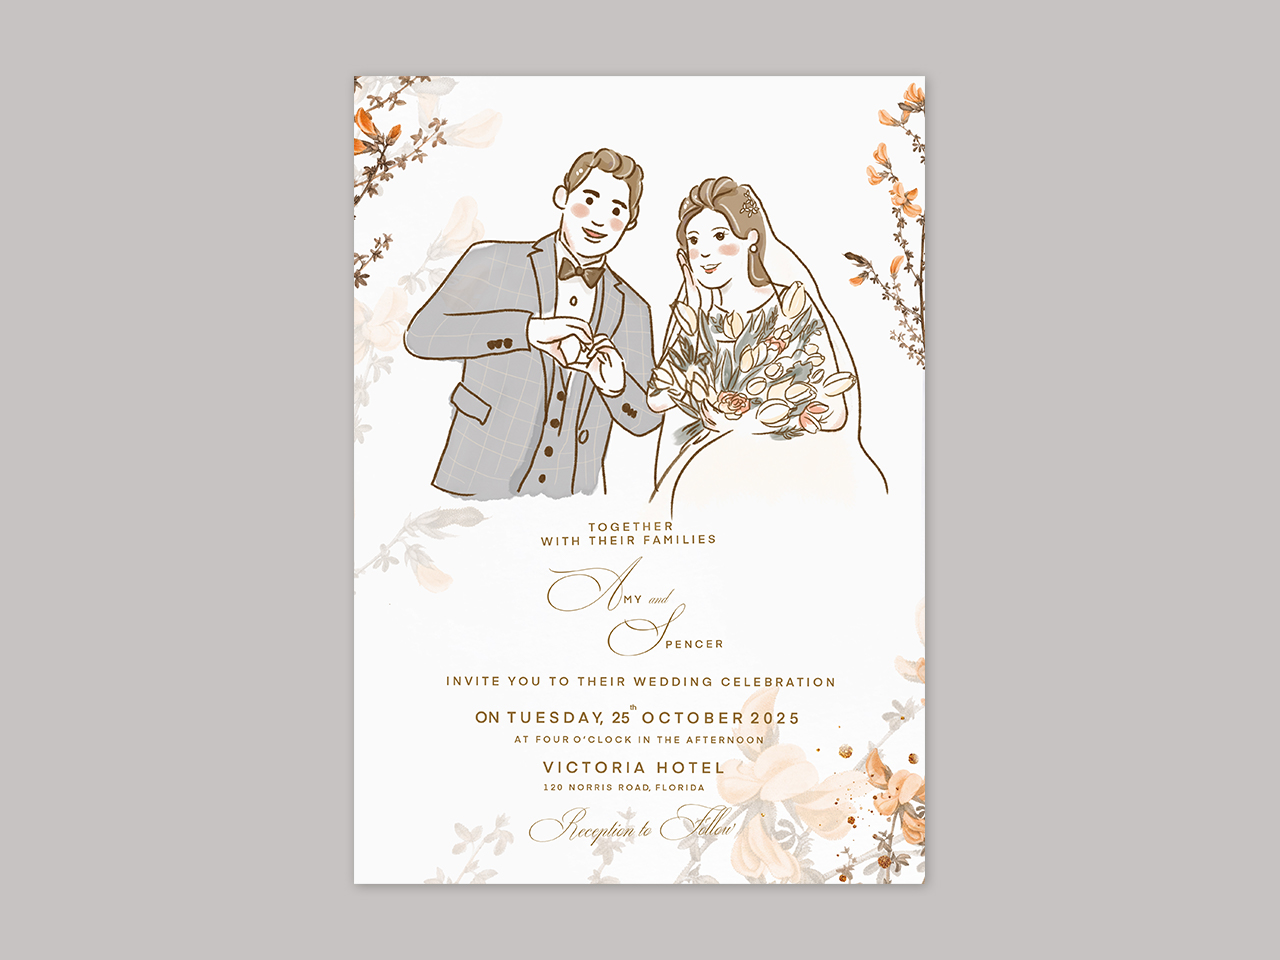 TOGETHER
WITH THEIR FAMILIES
AMY and
SPENCER
INVITE YOU TO THEIR WEDDING CELEBRATION
ON TUESDAY, 25th OCTOBER 2025
AT FOUR O'CLOCK IN THE AFTERNOON
VICTORIA HOTEL
120 NORRIS ROAD, FLORIDA
Reception to Follow